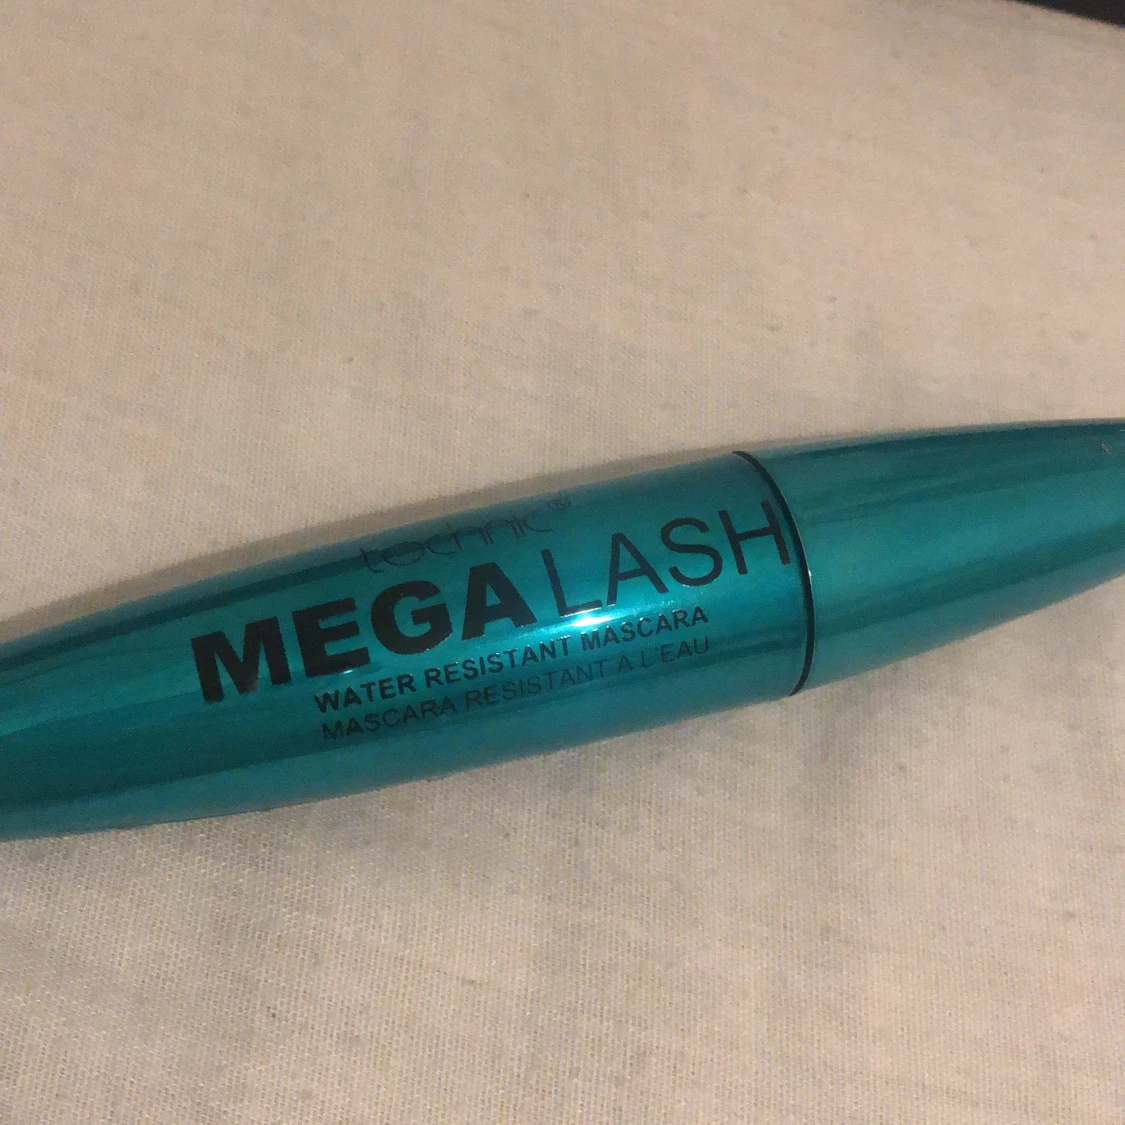 technic®
MEGALASH
WATER RESISTANT MASCARA
MASCARA RESISTANT A L'EAU